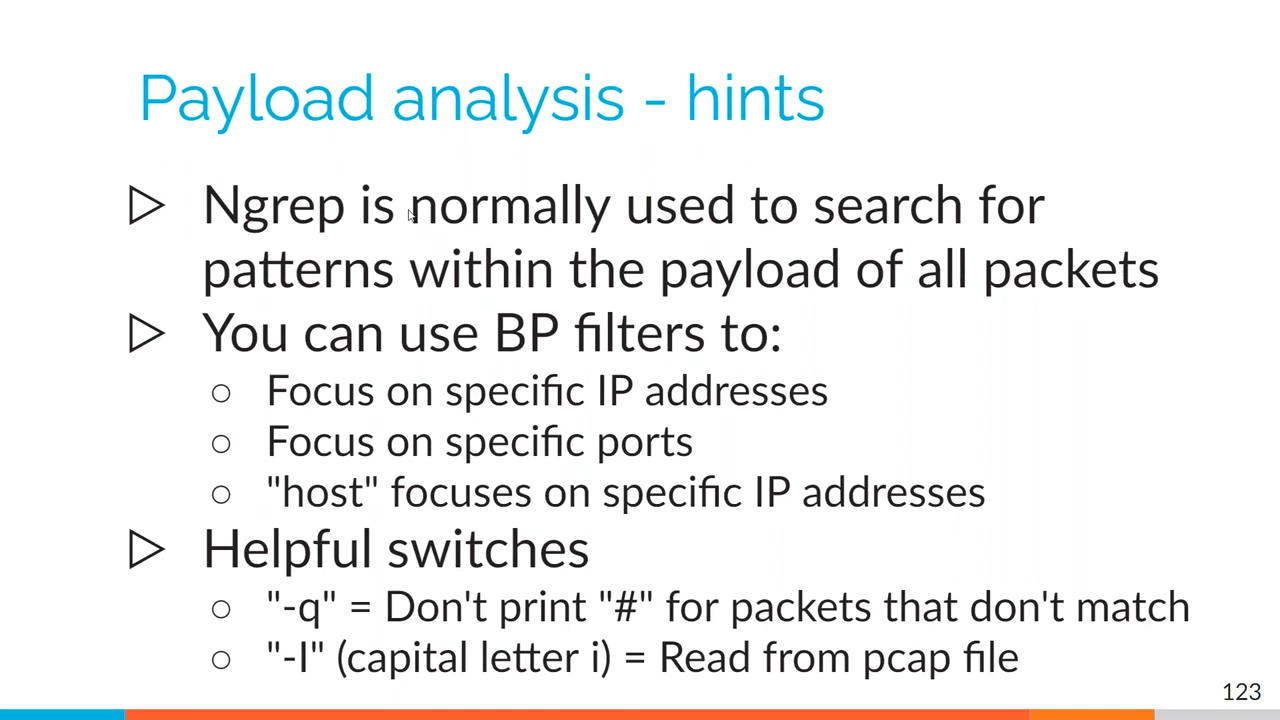 Payload analysis - hints
Ngrep is normally used to search for
patterns within the payload of all packets
You can use BP filters to:
Focus on specific IP addresses
Focus on specific ports
"host" focuses on specific IP addresses
Helpful switches
"-q" = Don't print "#" for packets that don't match
"-I" (capital letter i) = Read from pcap file
123